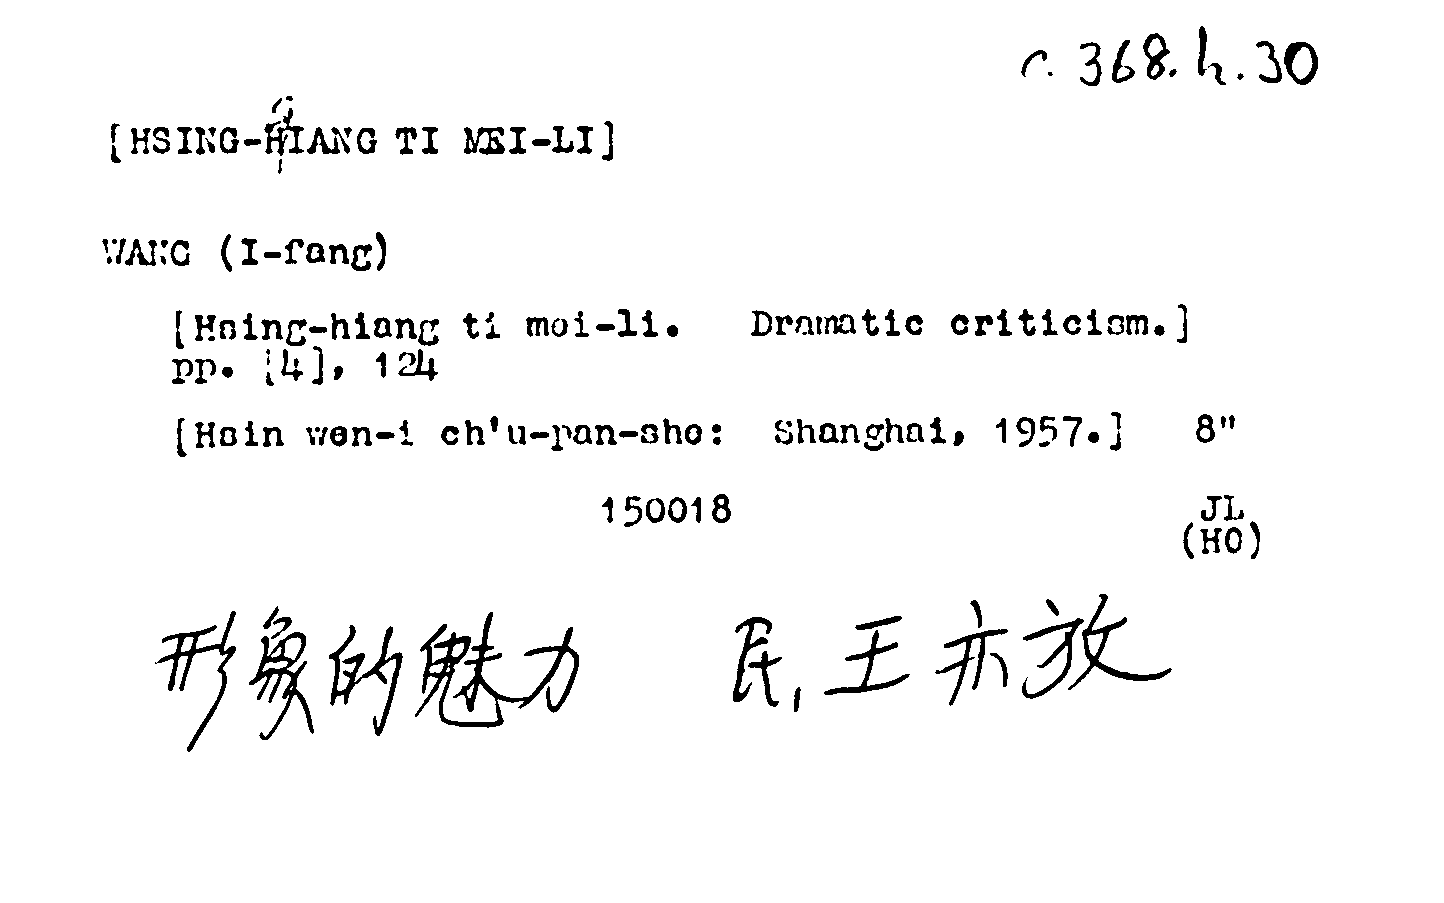 c. 368. h. 30
[HSING-HIANG TI MEI-LI]
WANG (I-fang)
[Hsing-hiang ti mei-li. Dramatic criticism.]
pp. [4], 124
[Hsin wen-i ch'u-pan-she: Shanghai, 1957.] 8"
150018 JL
(HO)
形象的魅力 民,王亦放